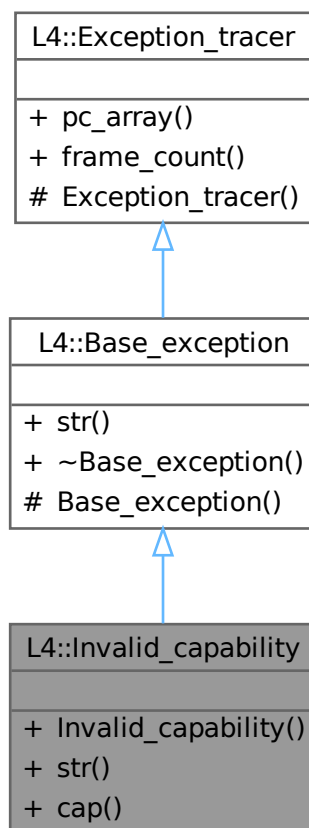 L4::Exception_tracer
+ pc_array()
+ frame_count()
# Exception_tracer()
L4::Base_exception
+ str()
+ ~Base_exception()
# Base_exception()
L4::Invalid_capability
+ Invalid_capability()
+ str()
+ cap()